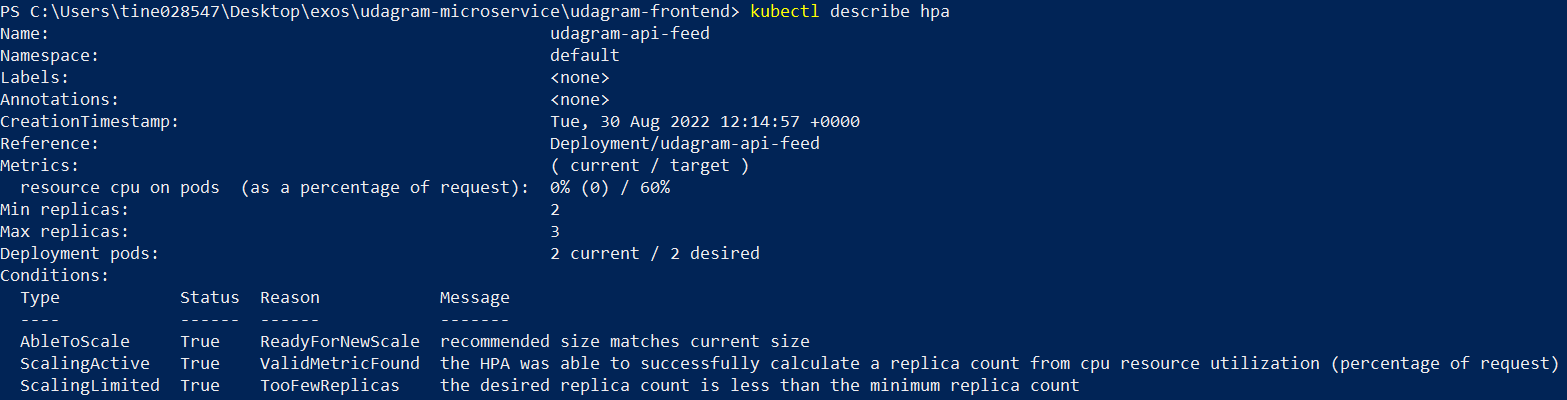 PS C:\Users\tine028547\Desktop\exos\udagram-microservice\udagram-frontend> kubectl describe hpa
Name:                                                  udagram-api-feed
Namespace:                                             default
Labels:                                                <none>
Annotations:                                           <none>
CreationTimestamp:                                     Tue, 30 Aug 2022 12:14:57 +0000
Reference:                                             Deployment/udagram-api-feed
Metrics:                                               ( current / target )
  resource cpu on pods  (as a percentage of request):  0% (0) / 60%
Min replicas:                                          2
Max replicas:                                          3
Deployment pods:                                       2 current / 2 desired
Conditions:
  Type            Status  Reason            Message
  ----            ------  ------            -------
  AbleToScale     True    ReadyForNewScale  recommended size matches current size
  ScalingActive   True    ValidMetricFound  the HPA was able to successfully calculate a replica count from cpu resource utilization (percentage of request)
  ScalingLimited  True    TooFewReplicas    the desired replica count is less than the minimum replica count